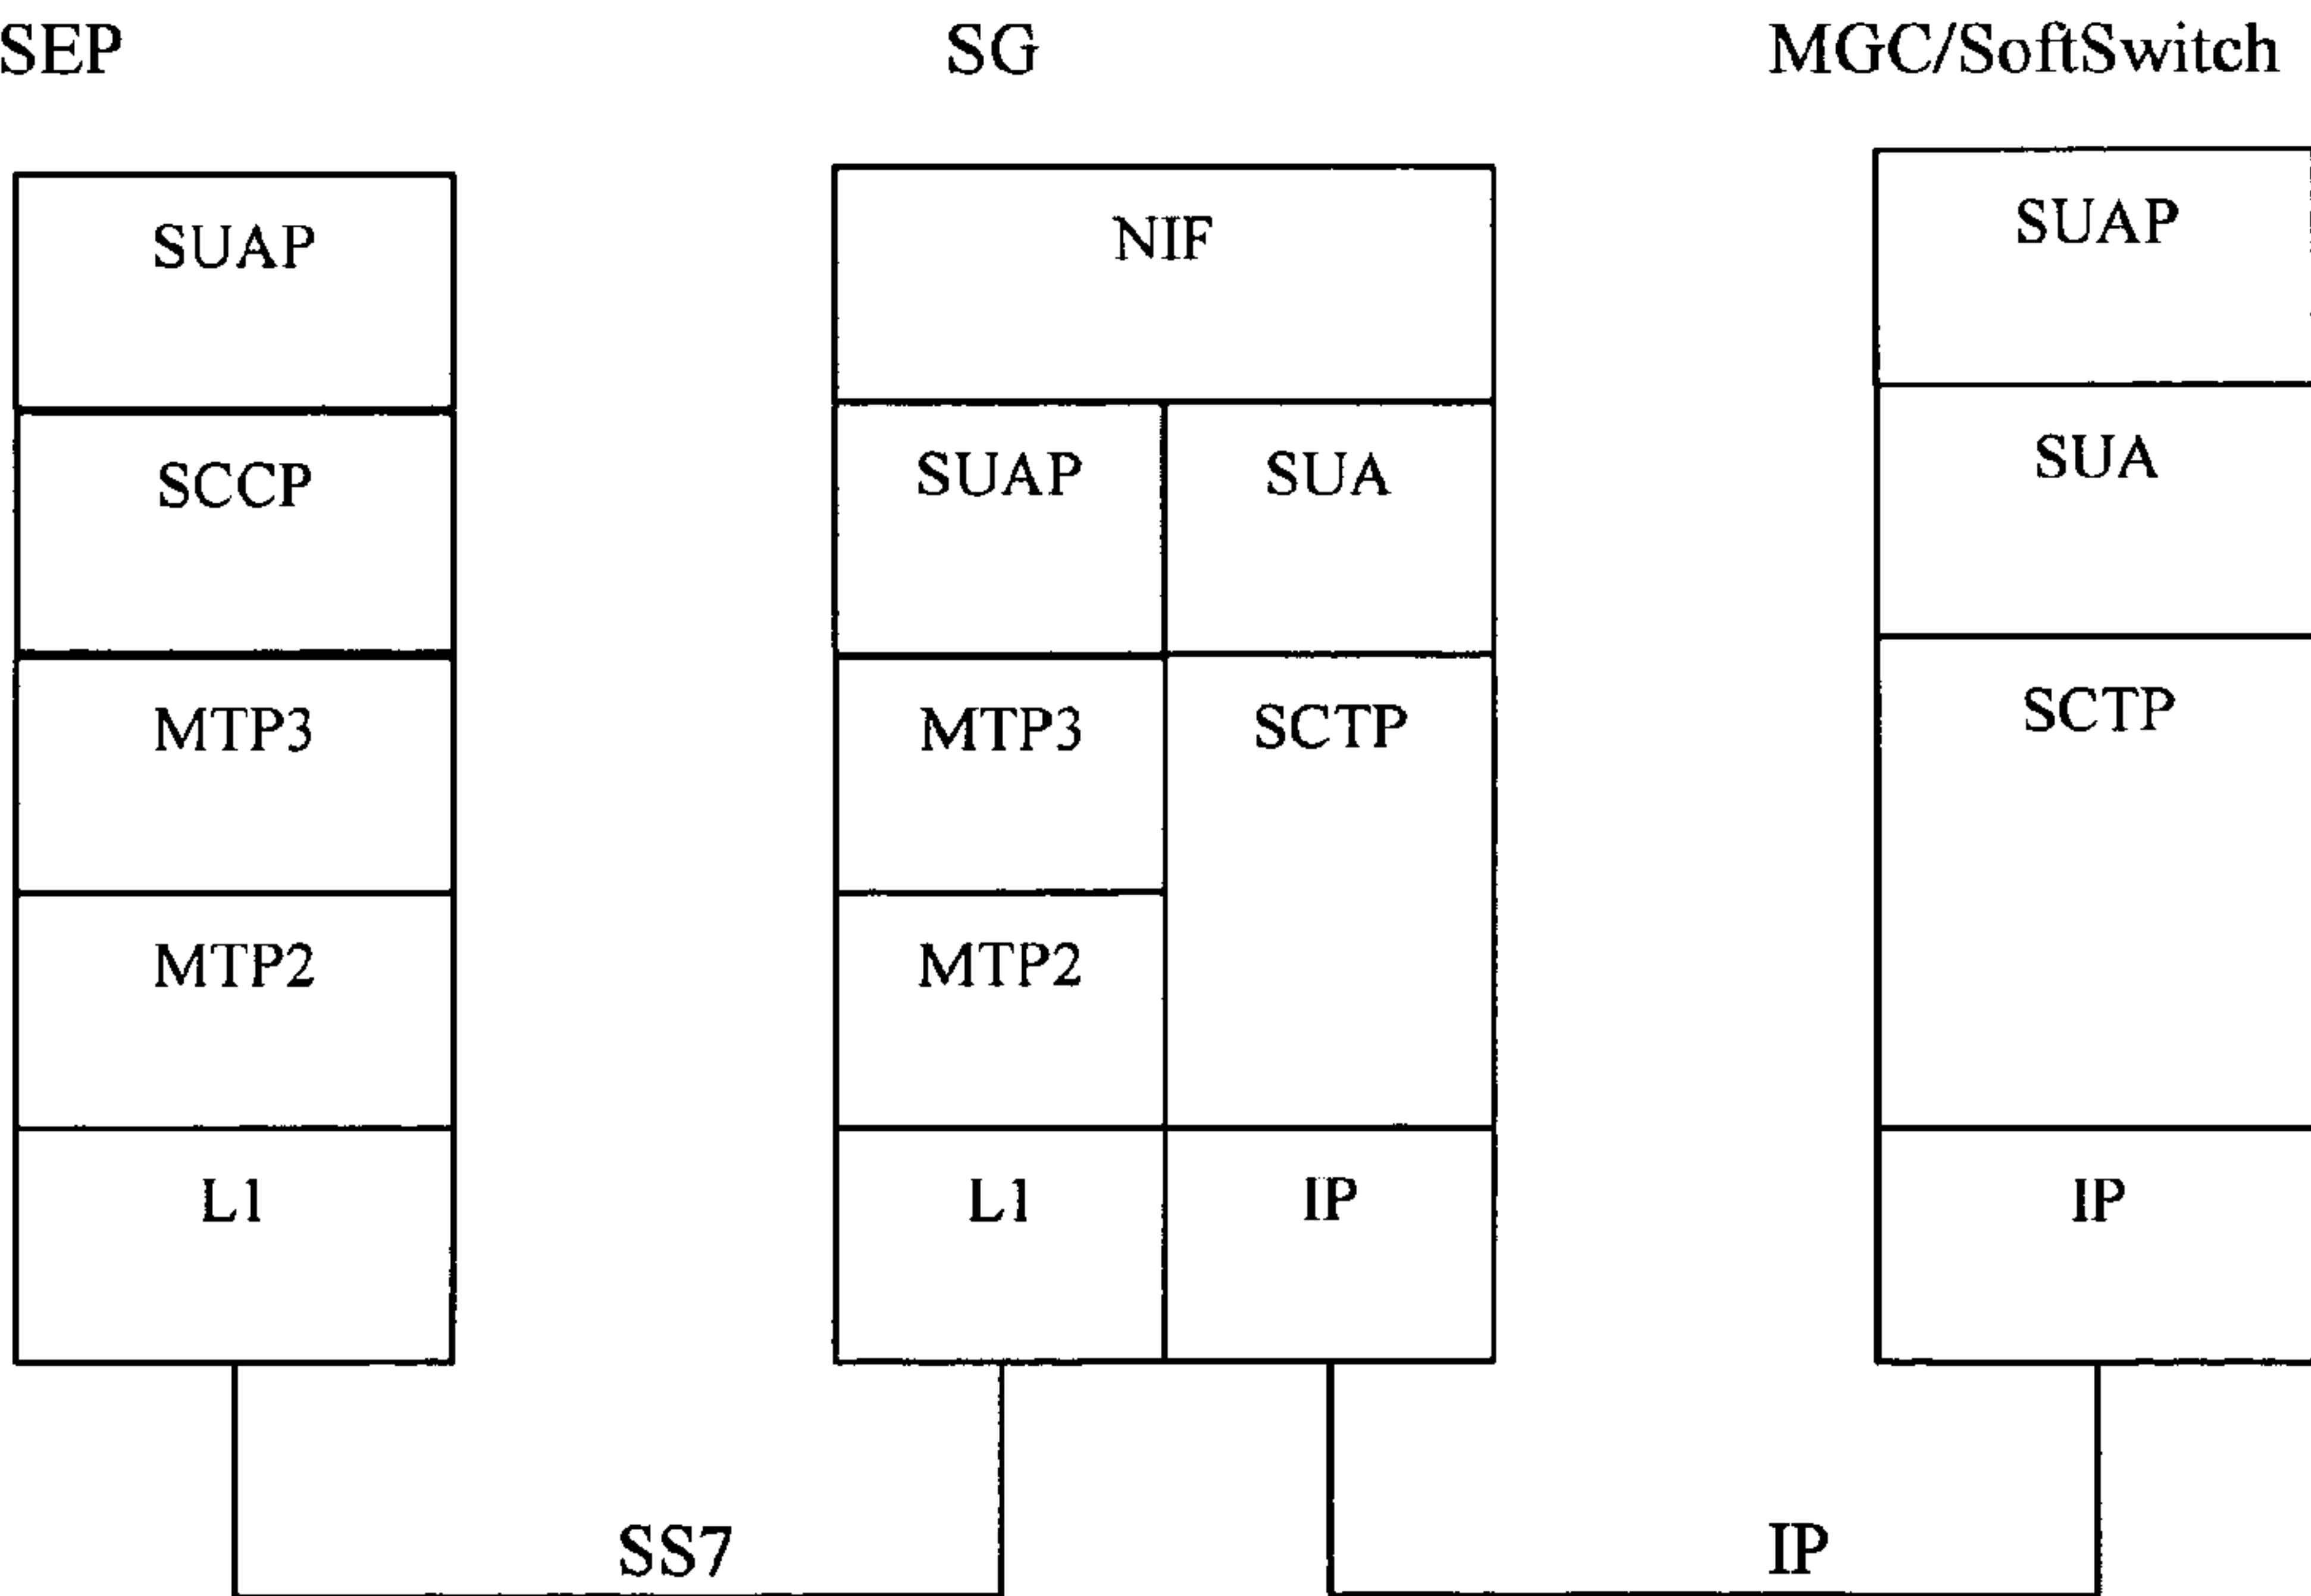 SEP
SG
MGC/SoftSwitch
SUAP
SCCP
MTP3
MTP2
L1
NIF
SUAP
SUA
MTP3
SCTP
MTP2
L1
IP
SUAP
SUA
SCTP
IP
SS7
IP